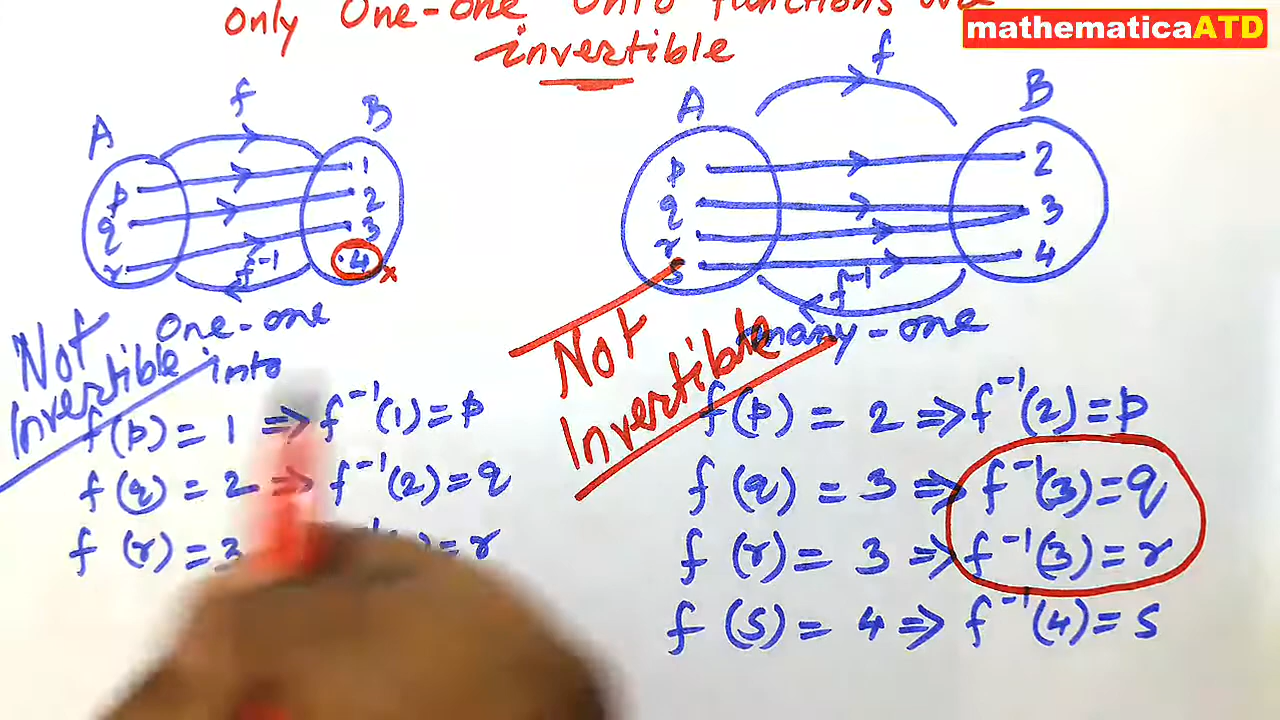 only One-one Onto functions are
invertible
mathematicaATD
f
A
B
p
q
r
1
2
3
4
x
f⁻¹
One-one
into
Not
Invertible
f(p) = 1 ⇒ f⁻¹(1) = p
f(q) = 2 ⇒ f⁻¹(2) = q
f(r) = 3 = r
f
A
B
p
q
r
s
2
3
4
f⁻¹
many-one
Not
Invertible
f(p) = 2 ⇒ f⁻¹(2) = p
f(q) = 3 ⇒ f⁻¹(3) = q
f(r) = 3 ⇒ f⁻¹(3) = r
f(s) = 4 ⇒ f⁻¹(4) = s